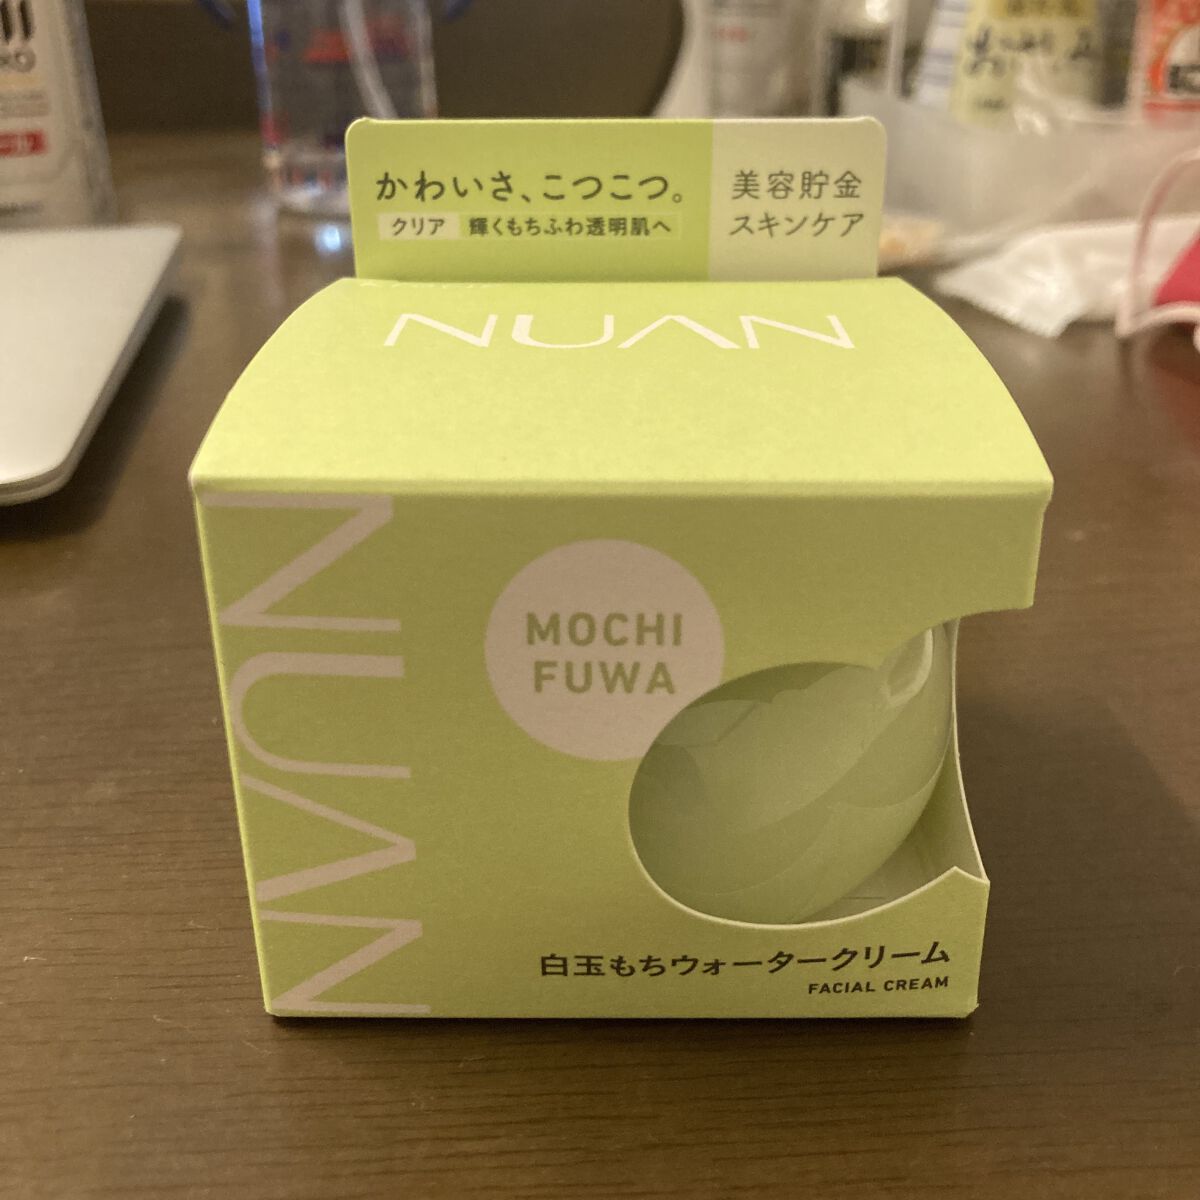 かわいさ、こつこつ。
クリア 輝くもちふわ透明肌へ
美容貯金
スキンケア
NUAN
NUAN
MOCHI
FUWA
白玉もちウォータークリーム
FACIAL CREAM